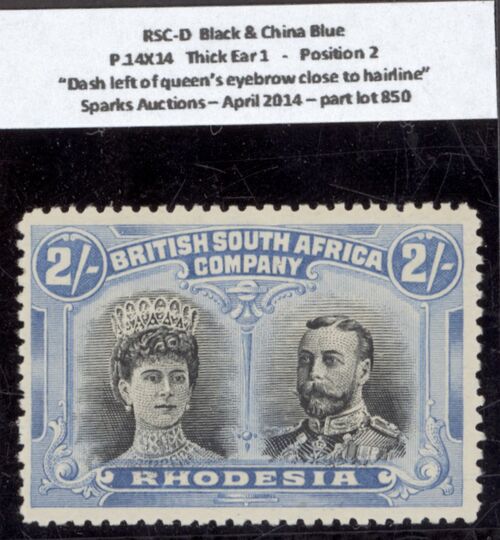 RSC-D Black & China Blue
P.14X14 Thick Ear 1 - Position 2
“Dash left of queen’s eyebrow close to hairline”
Sparks Auctions – April 2014 – part lot 850
2/- BRITISH SOUTH AFRICA 2/-
COMPANY
RHODESIA